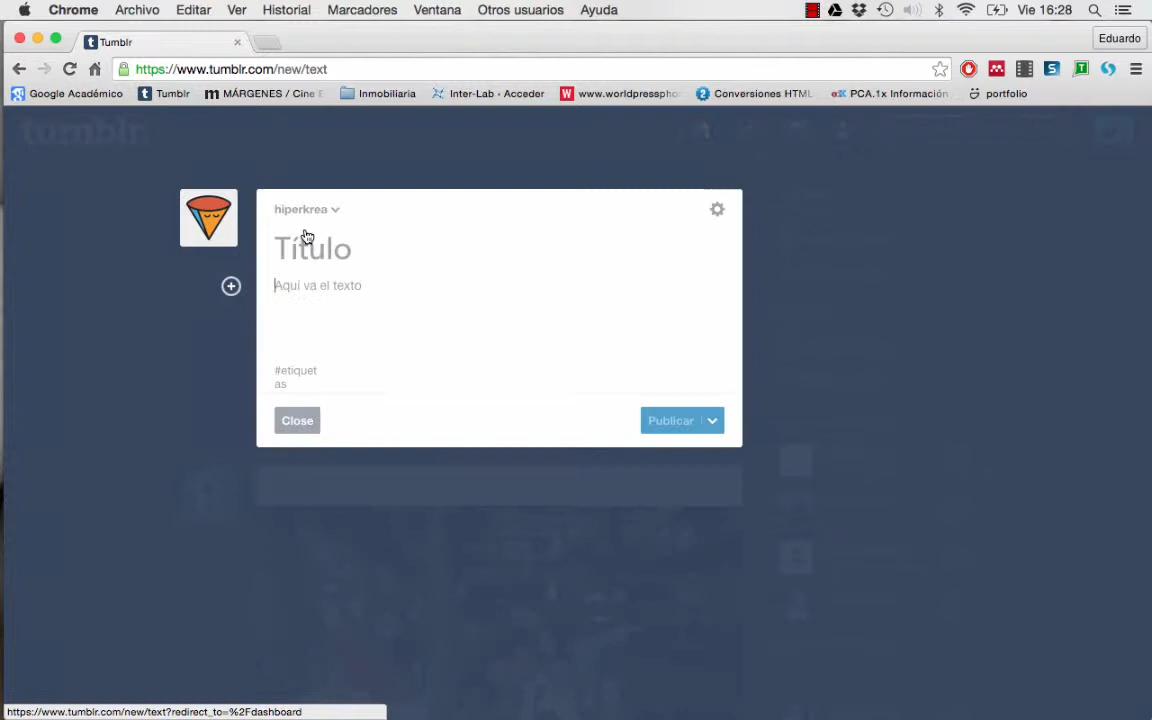 Chrome Archivo Editar Ver Historial Marcadores Ventana Otros usuarios Ayuda Vie 16:28
Tumblr Eduardo
https://www.tumblr.com/new/text
Google Académico Tumblr MÁRGENES / Cine E Inmobiliaria Inter-Lab • Acceder www.worldpresspho Conversiones HTML PCA.1x Información portfolio
tumblr.
hiperkrea
Título
Aquí va el texto
#etiquet
as
Close Publicar
https://www.tumblr.com/new/text?redirect_to=%2Fdashboard